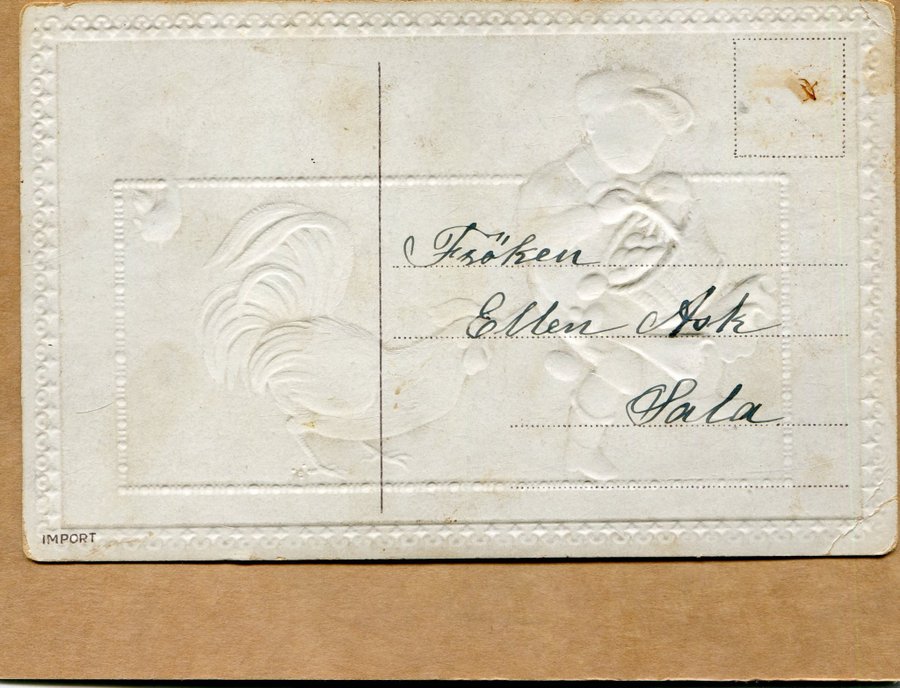 Fröken
Ellen Ask
Sala
IMPORT